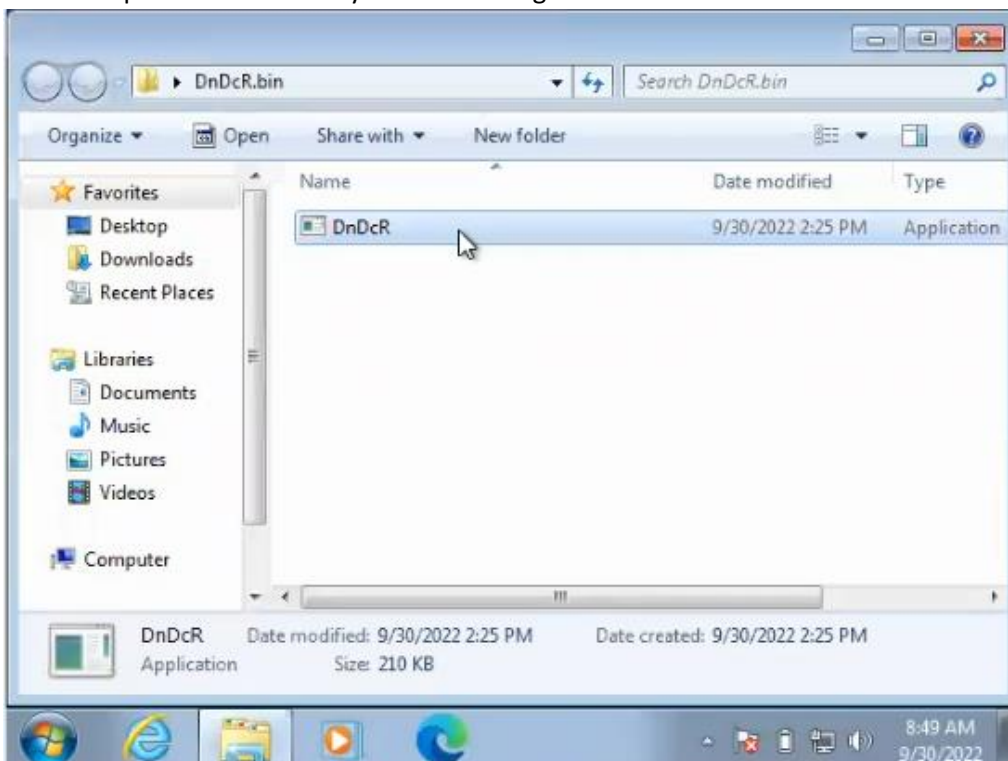 DnDcR.bin
Search DnDcR.bin
Organize Open Share with New folder
Name Date modified Type
Favorites
Desktop
Downloads
Recent Places
Libraries
Documents
Music
Pictures
Videos
Computer
DnDcR 9/30/2022 2:25 PM Application
DnDcR Date modified: 9/30/2022 2:25 PM Date created: 9/30/2022 2:25 PM
Application Size: 210 KB
8:49 AM
9/30/2022